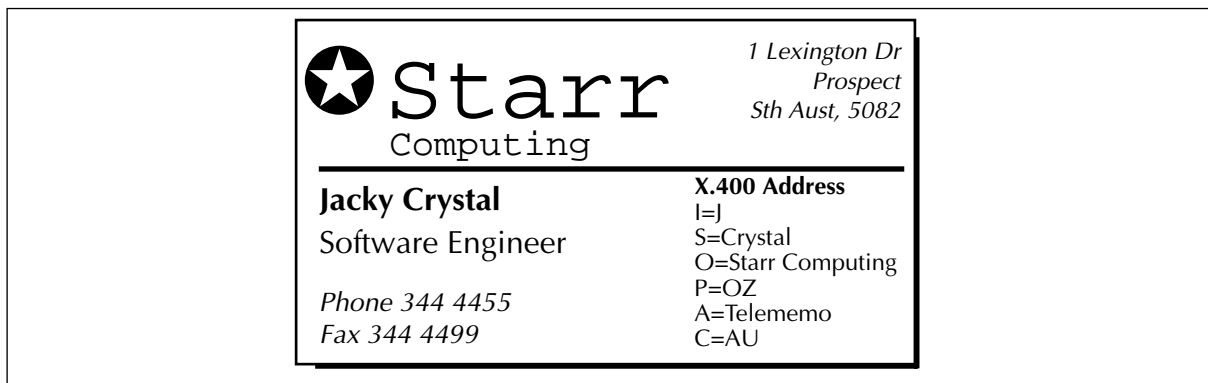 Starr
Computing
1 Lexington Dr
Prospect
Sth Aust, 5082
Jacky Crystal
Software Engineer
Phone 344 4455
Fax 344 4499
X.400 Address
I=J
S=Crystal
O=Starr Computing
P=OZ
A=Telememo
C=AU